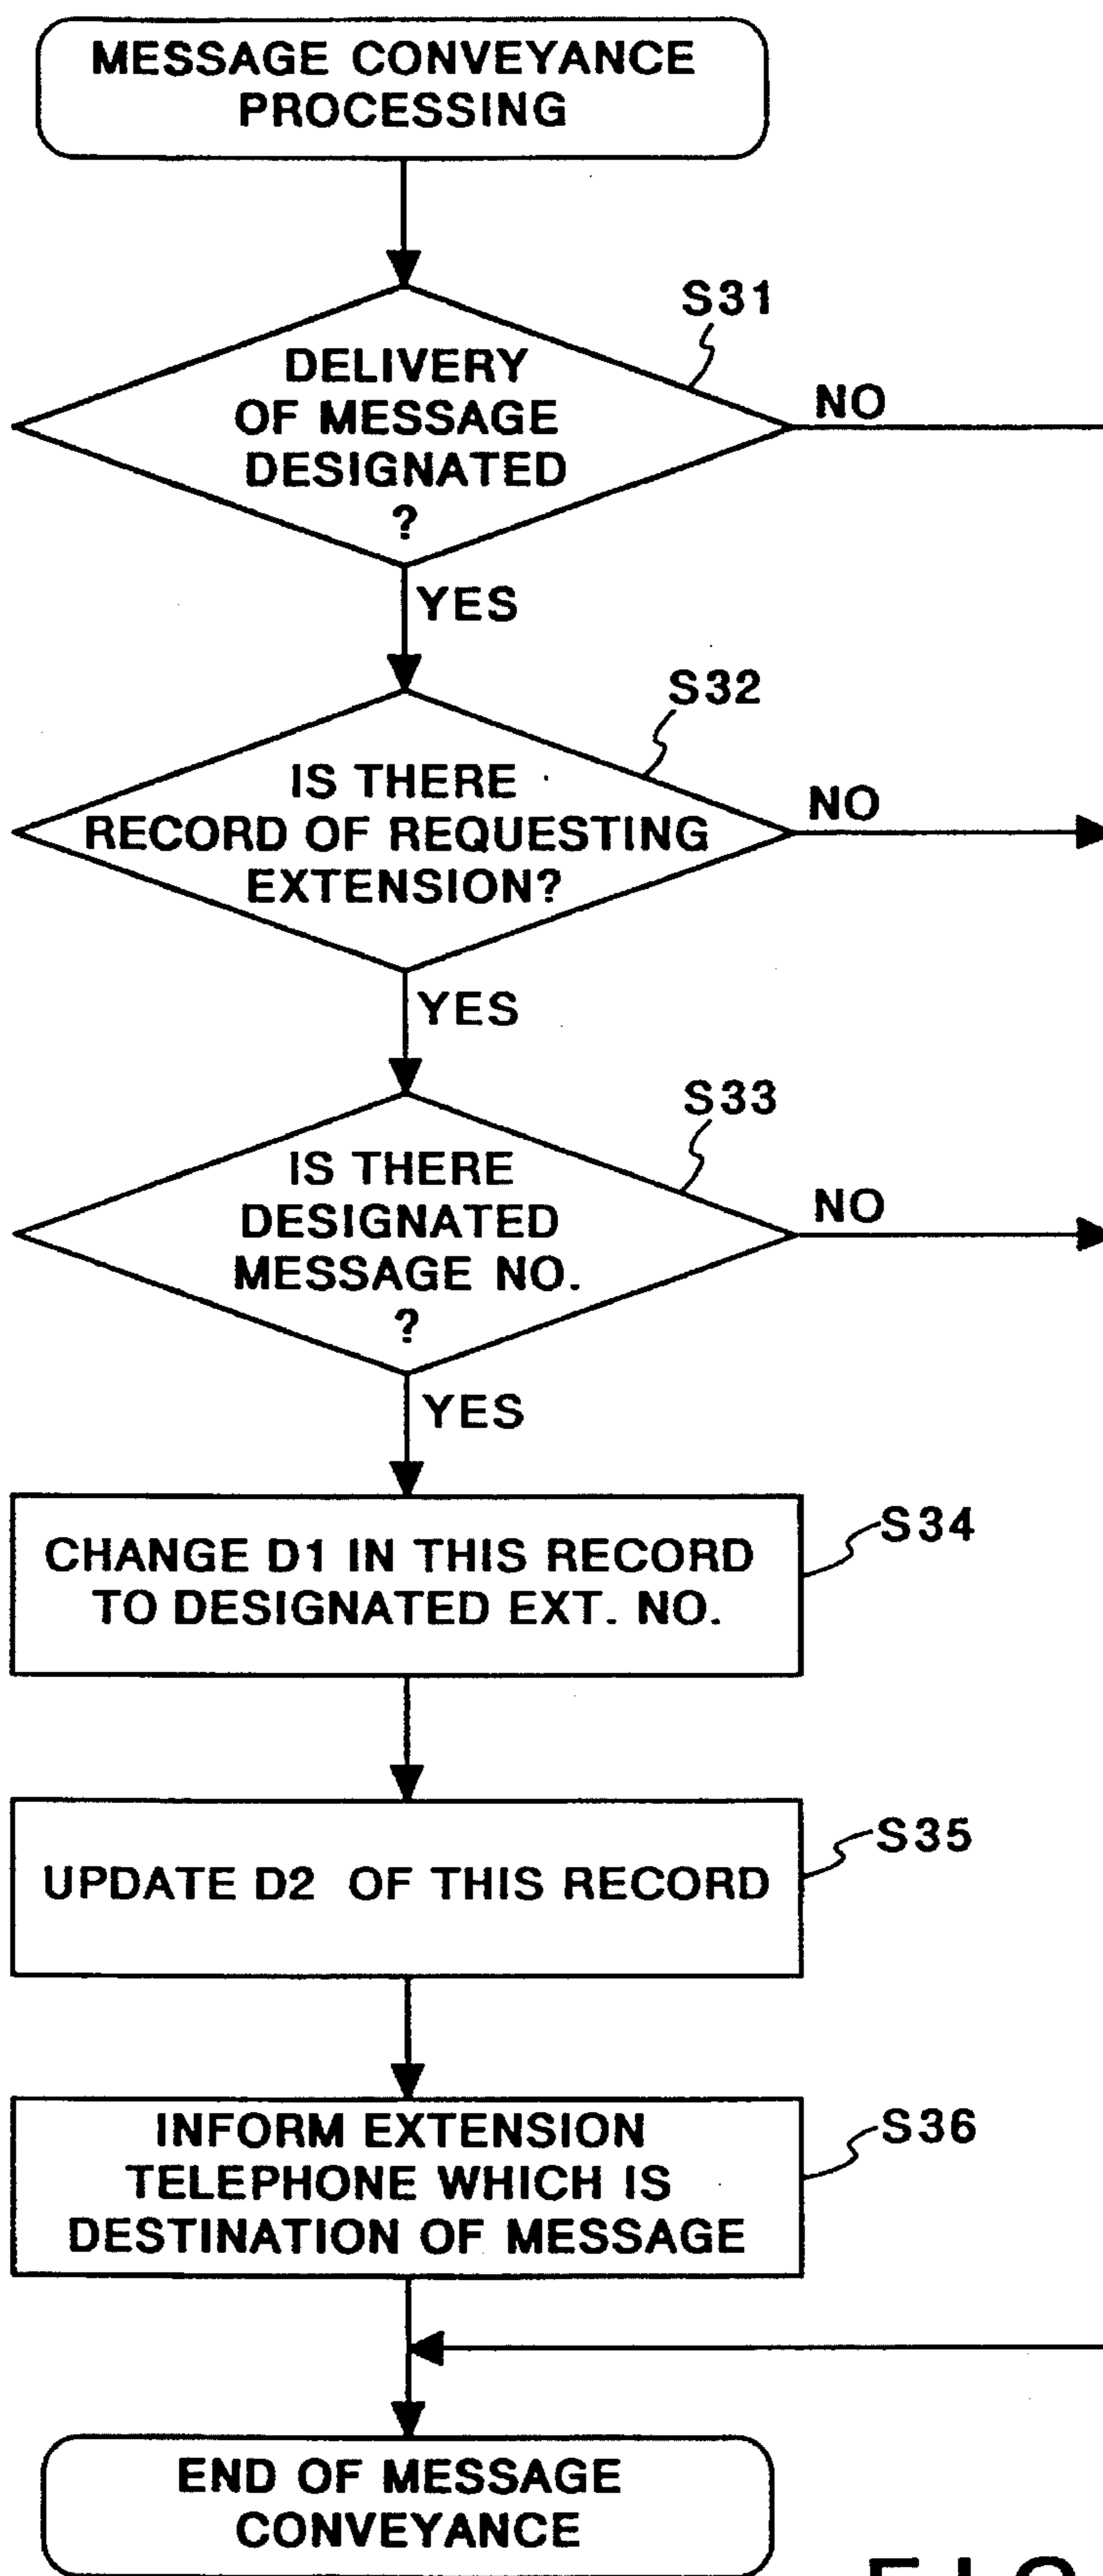 MESSAGE CONVEYANCE
PROCESSING
S31
DELIVERY
OF MESSAGE
DESIGNATED
?
NO
YES
S32
IS THERE
RECORD OF REQUESTING
EXTENSION?
NO
YES
S33
IS THERE
DESIGNATED
MESSAGE NO.
?
NO
YES
S34
CHANGE D1 IN THIS RECORD
TO DESIGNATED EXT. NO.
S35
UPDATE D2 OF THIS RECORD
S36
INFORM EXTENSION
TELEPHONE WHICH IS
DESTINATION OF MESSAGE
END OF MESSAGE
CONVEYANCE